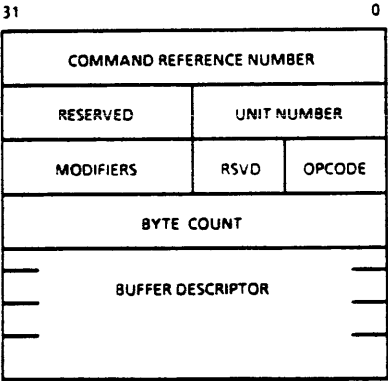 31 0
COMMAND REFERENCE NUMBER
RESERVED UNIT NUMBER
MODIFIERS RSVD OPCODE
BYTE COUNT
BUFFER DESCRIPTOR